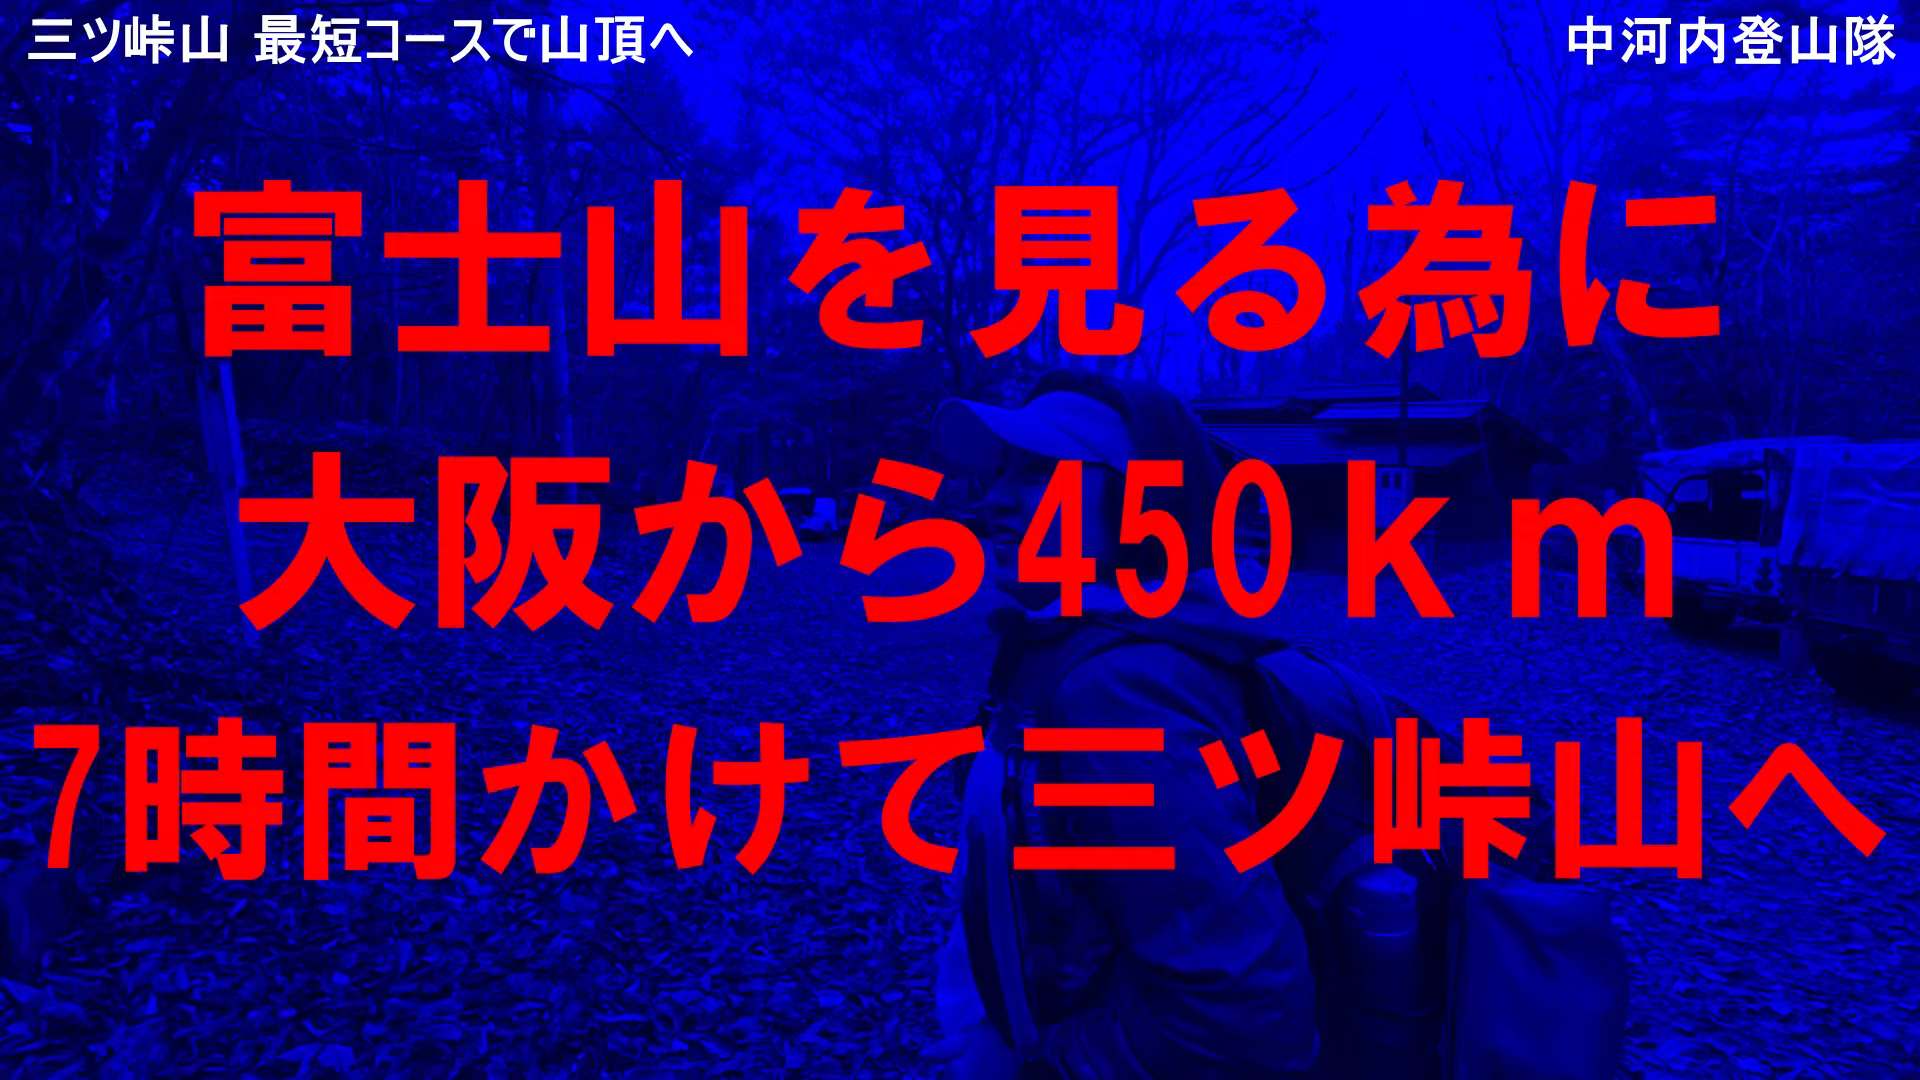 三ツ峠山 最短コースで山頂へ
中河内登山隊
富士山を見る為に
大阪から450ｋｍ
7時間かけて三ツ峠山へ